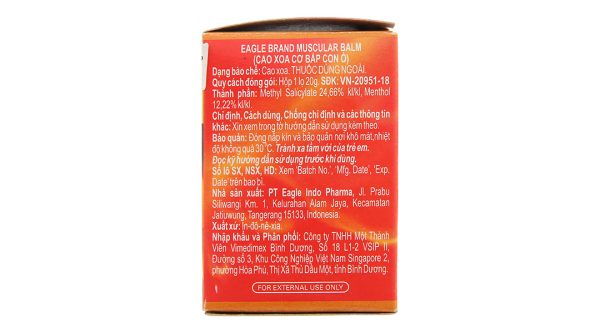 EAGLE BRAND MUSCULAR BALM
(CAO XOA CƠ BẮP CON Ó)
Dạng bào chế: Cao xoa. THUỐC DÙNG NGOÀI.
Quy cách đóng gói: Hộp 1 lọ 20g. SĐK: VN-20951-18
Thành phần: Methyl Salicylate 24,66% kl/kl, Menthol
12,22% kl/kl.
Chỉ định, Cách dùng, Chống chỉ định và các thông tin
khác: Xin xem trong tờ hướng dẫn sử dụng kèm theo.
Bảo quản: Đóng nắp kín và bảo quản nơi khô mát, nhiệt
độ không quá 30°C. Tránh xa tầm với của trẻ em.
Đọc kỹ hướng dẫn sử dụng trước khi dùng.
Số lô SX, NSX, HD: Xem 'Batch No.', 'Mfg. Date', 'Exp.
Date' trên bao bì.
Nhà sản xuất: PT Eagle Indo Pharma, Jl. Prabu
Siliwangi Km. 1, Kelurahan Alam Jaya, Kecamatan
Jatiuwung, Tangerang 15133, Indonesia.
Xuất xứ: In-đô-nê-xia.
Nhập khẩu và Phân phối: Công ty TNHH Một Thành
Viên Vimedimex Bình Dương, Số 18 L1-2 VSIP II,
Đường số 3, Khu Công Nghiệp Việt Nam Singapore 2,
phường Hòa Phú, Thị Xã Thủ Dầu Một, tỉnh Bình Dương.
FOR EXTERNAL USE ONLY